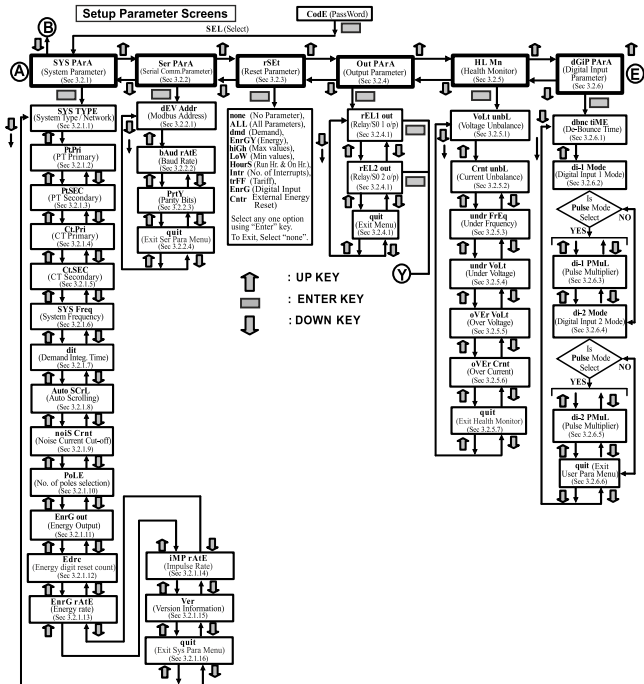 Setup Parameter Screens
CodE (PassWord)
SEL (Select)
B
A
SYS PArA
(System Parameter)
(Sec 3.2.1)
Ser PArA
(Serial Comm.Parameter)
(Sec 3.2.2)
rSEt
(Reset Parameter)
(Sec 3.2.3)
Out PArA
(Output Parameter)
(Sec 3.2.4)
HL Mn
(Health Monitor)
(Sec 3.2.5)
dGiP PArA
(Digital Input
Parameter)
(Sec 3.2.6)
E
SYS TYPE
(System Type / Network)
(Sec 3.2.1.1)
Pt.Pri
(PT Primary)
(Sec 3.2.1.2)
PtSEC
(PT Secondary)
(Sec 3.2.1.3)
Ct.Pri
(CT Primary)
(Sec 3.2.1.4)
Ct.SEC
(CT Secondary)
(Sec 3.2.1.5)
SYS Freq
(System Frequency)
(Sec 3.2.1.6)
dit
(Demand Integ. Time)
(Sec 3.2.1.7)
Auto SCrL
(Auto Scrolling)
(Sec 3.2.1.8)
noiS Crnt
(Noise Current Cut-off)
(Sec 3.2.1.9)
PoLE
(No. of poles selection)
(Sec 3.2.1.10)
EnrG out
(Energy Output)
(Sec 3.2.1.11)
Edrc
(Energy digit reset count)
(Sec 3.2.1.12)
EnrG rAtE
(Energy rate)
(Sec 3.2.1.13)
iMP rAtE
(Impulse Rate)
(Sec 3.2.1.14)
Ver
(Version Information)
(Sec 3.2.1.15)
quit
(Exit Sys Para Menu)
(Sec 3.2.1.16)
dEV Addr
(Modbus Address)
(Sec 3.2.2.1)
bAud rAtE
(Baud Rate)
(Sec 3.2.2.2)
PrtY
(Parity Bits)
(Sec 3.2.2.3)
quit
(Exit Ser Para Menu)
(Sec 3.2.2.4)
none (No Parameter),
ALL (All Parameters),
dmd (Demand),
EnrGY(Energy),
hiGh (Max values),
LoW (Min values),
HourS (Run Hr. & On Hr.),
Intr (No. of Interrupts),
trFF (Tariff),
EnrG (Digital Input
Cntr External Energy
Reset)
Select any one option
using "Enter" key.
To Exit, Select "none".
: UP KEY
: ENTER KEY
: DOWN KEY
rEL1 out
(Relay/S0 1 o/p)
(Sec 3.2.4.1)
rEL2 out
(Relay/S0 2 o/p)
(Sec 3.2.4.1)
quit
(Exit Menu)
(Sec 3.2.4.1)
Y
VoLt unbL
(Voltage Unbalance)
(Sec 3.2.5.1)
Crnt unbL
(Current Unbalance)
(Sec 3.2.5.2)
undr FrEq
(Under Frquency)
(Sec 3.2.5.3)
undr VoLt
(Under Voltage)
(Sec 3.2.5.4)
oVEr VoLt
(Over Voltage)
(Sec 3.2.5.5)
oVEr Crnt
(Over Current)
(Sec 3.2.5.6)
quit
(Exit Health Monitor)
(Sec 3.2.5.7)
dbnc tiME
(De-Bounce Time)
(Sec 3.2.6.1)
di-1 Mode
(Digital Input 1 Mode)
(Sec 3.2.6.2)
Is
Pulse Mode
Select
NO
YES
di-1 PMuL
(Pulse Multiplier)
(Sec 3.2.6.3)
di-2 Mode
(Digital Input 2 Mode)
(Sec 3.2.6.4)
Is
Pulse Mode
Select
NO
YES
di-2 PMuL
(Pulse Multiplier)
(Sec 3.2.6.5)
quit (Exit
User Para Menu)
(Sec 3.2.6.6)